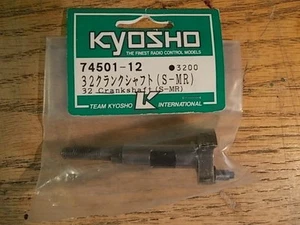 KYOSHO
THE FINEST RADIO CONTROL MODELS
74501-12 ●3200
32クランクシャフト(S-MR)
32 Crankshaft(S-MR)
TEAM KYOSHO K INTERNATIONAL